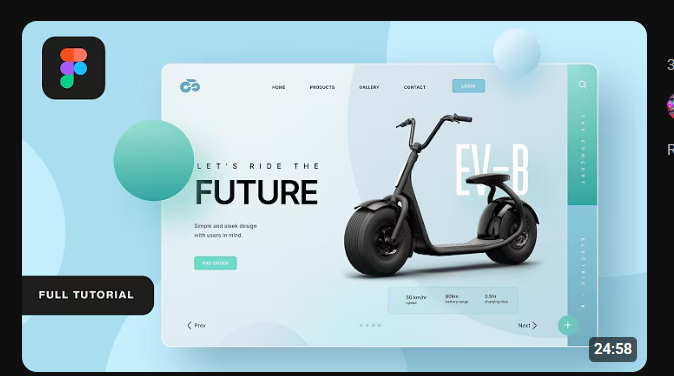 HOME PRODUCTS GALLERY CONTACT LOGIN
LET'S RIDE THE
FUTURE
EV-B
Simple and sleek design
with users in mind.
PRE-ORDER
FULL TUTORIAL
50 km/hr 80km 3.5hr
speed battery range charging time
Prev Next
THE CONCEPT
ELECTRIC - B
+
24:58
3
R